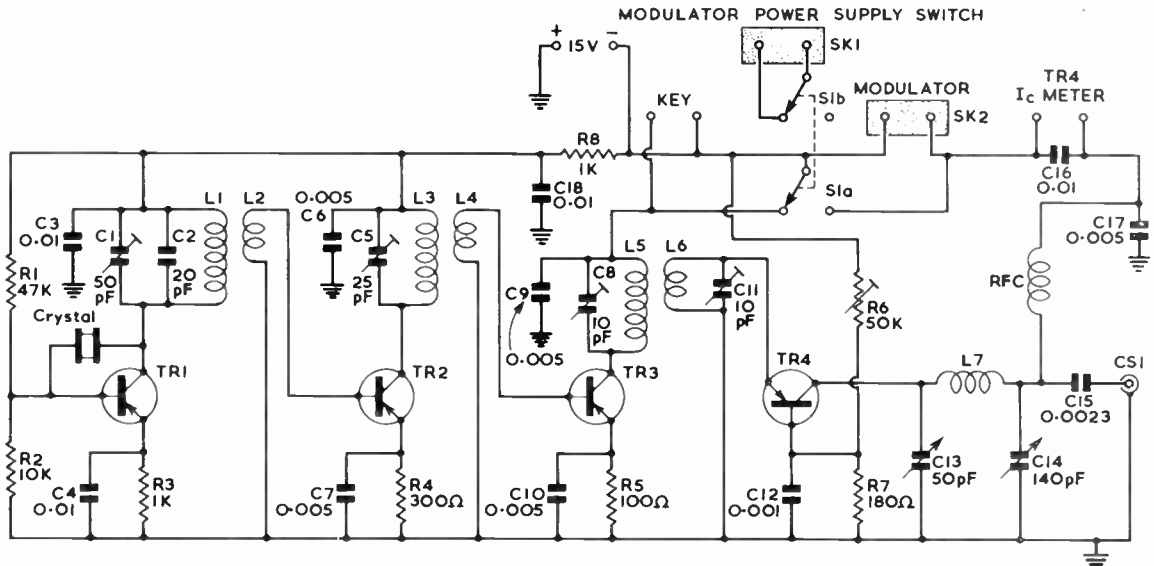 MODULATOR POWER SUPPLY SWITCH
SK1
+ 15V -
KEY
S1b
MODULATOR
SK2
TR4
Ic METER
R8
1K
C18
0.01
S1a
C16
0.01
C17
0.005
RFC
C3
0.01
C1
50
pF
C2
20
pF
L1
L2
0.005
C6
C5
25
pF
L3
L4
C9
0.005
C8
10
pF
L5
L6
C11
10
pF
R6
50K
R1
47K
Crystal
TR1
TR2
TR3
TR4
L7
C15
0.0023
CS1
R2
10K
C4
0.01
R3
1K
C7
0.005
R4
300Ω
C10
0.005
R5
100Ω
C12
0.001
R7
180Ω
C13
50pF
C14
140pF